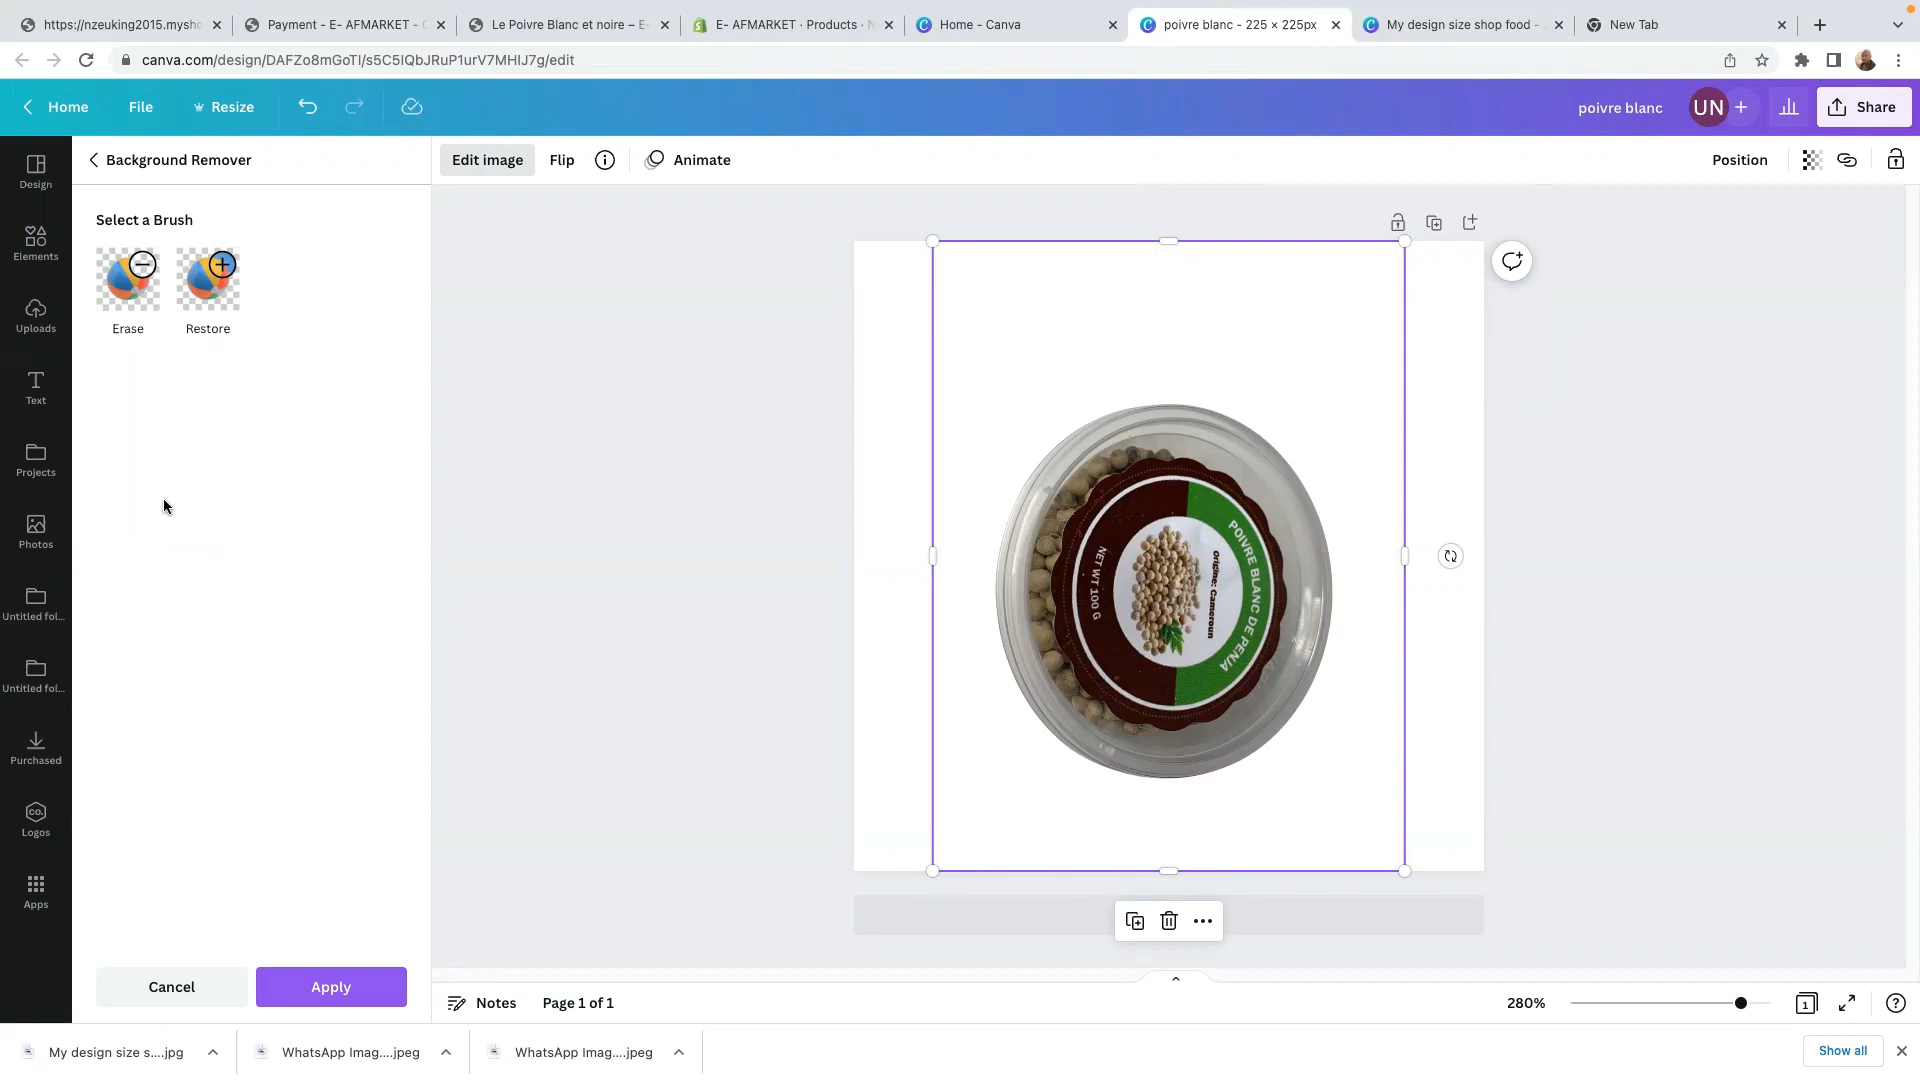 https://nzeuking2015.mysho
Payment - E- AFMARKET -
Le Poivre Blanc et noire – E-
E- AFMARKET · Products ·
Home - Canva
poivre blanc - 225 × 225px
My design size shop food -
New Tab
canva.com/design/DAFZo8mGoTI/s5C5IQbJRuP1urV7MHIJ7g/edit
Home
File
Resize
poivre blanc
UN
Share
Design
Elements
Uploads
Text
Projects
Photos
Untitled fol...
Untitled fol...
Purchased
co.
Logos
Apps
Background Remover
Select a Brush
Erase
Restore
Cancel
Apply
Edit image
Flip
Animate
Position
POIVRE BLANC DE PENJA
Origine: Cameroun
NET WT 100 G
Notes
Page 1 of 1
280%
1
My design size s....jpg
WhatsApp Imag....jpeg
WhatsApp Imag....jpeg
Show all